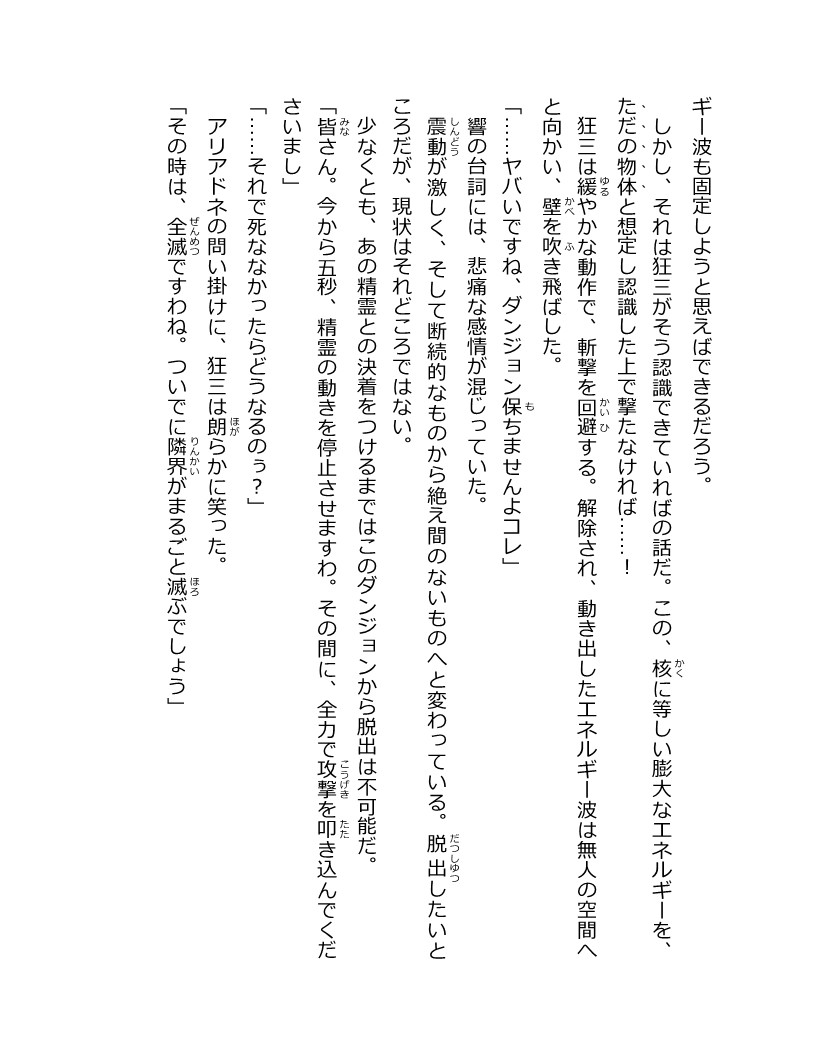 ギー波も固定しようと思えばできるだろう。
しかし、それは狂三がそう認識できていればの話だ。この、核に等しい膨大なエネルギーを、
ただの物体と想定し認識した上で撃たなければ……！
狂三は緩やかな動作で、斬撃を回避する。解除され、動き出したエネルギー波は無人の空間へ
と向かい、壁を吹き飛ばした。
「……ヤバいですね、ダンジョン保ちませんよコレ」
響の台詞には、悲痛な感情が混じっていた。
震動が激しく、そして断続的なものから絶え間のないものへと変わっている。脱出したいと
ころだが、現状はそれどころではない。
少なくとも、あの精霊との決着をつけるまではこのダンジョンから脱出は不可能だ。
「皆さん。今から五秒、精霊の動きを停止させますわ。その間に、全力で攻撃を叩き込んでくだ
さいまし」
「……それで死ななかったらどうなるのぅ？」
アリアドネの問い掛けに、狂三は朗らかに笑った。
「その時は、全滅ですわね。ついでに隣界がまるごと滅ぶでしょう」